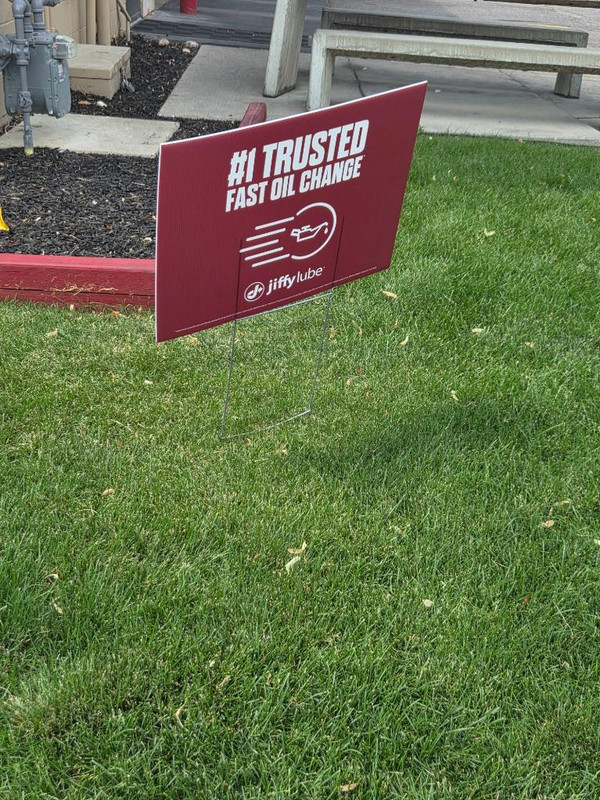 #1 TRUSTED
FAST OIL CHANGE
jiffy lube